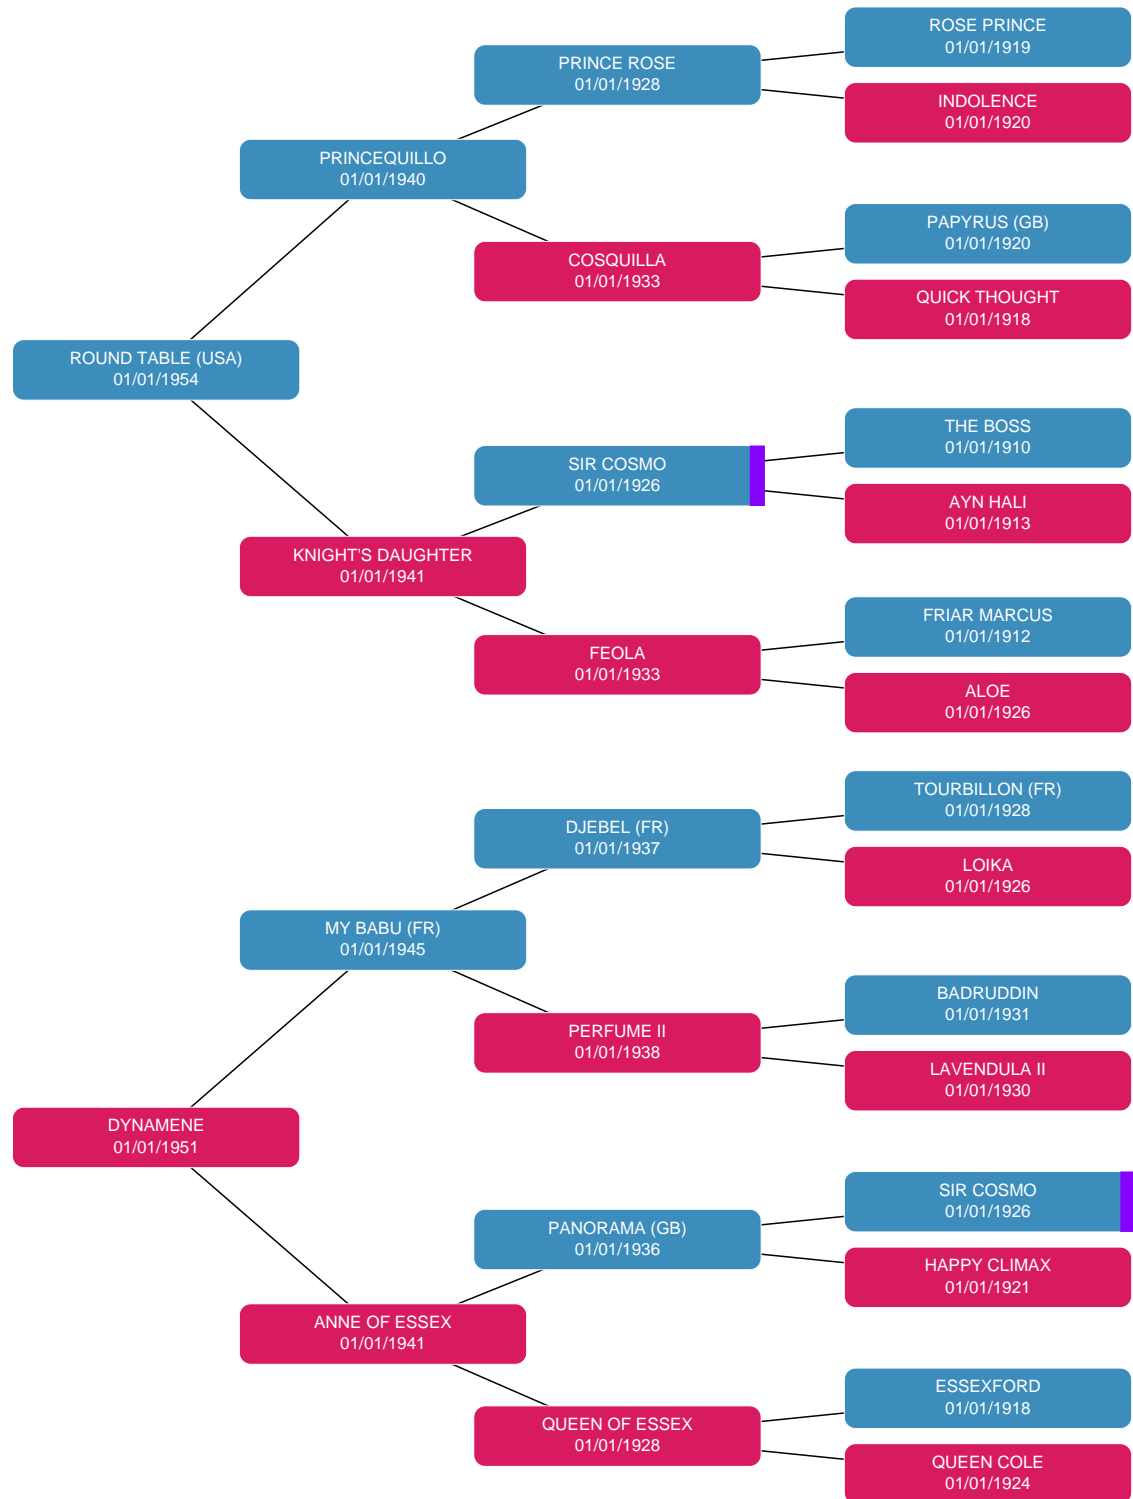 ROSE PRINCE
01/01/1919
PRINCE ROSE
01/01/1928
INDOLENCE
01/01/1920
PRINCEQUILLO
01/01/1940
PAPYRUS (GB)
01/01/1920
COSQUILLA
01/01/1933
QUICK THOUGHT
01/01/1918
ROUND TABLE (USA)
01/01/1954
THE BOSS
01/01/1910
SIR COSMO
01/01/1926
AYN HALI
01/01/1913
KNIGHT'S DAUGHTER
01/01/1941
FRIAR MARCUS
01/01/1912
FEOLA
01/01/1933
ALOE
01/01/1926
TOURBILLON (FR)
01/01/1928
DJEBEL (FR)
01/01/1937
LOIKA
01/01/1926
MY BABU (FR)
01/01/1945
BADRUDDIN
01/01/1931
PERFUME II
01/01/1938
LAVENDULA II
01/01/1930
DYNAMENE
01/01/1951
SIR COSMO
01/01/1926
PANORAMA (GB)
01/01/1936
HAPPY CLIMAX
01/01/1921
ANNE OF ESSEX
01/01/1941
ESSEXFORD
01/01/1918
QUEEN OF ESSEX
01/01/1928
QUEEN COLE
01/01/1924